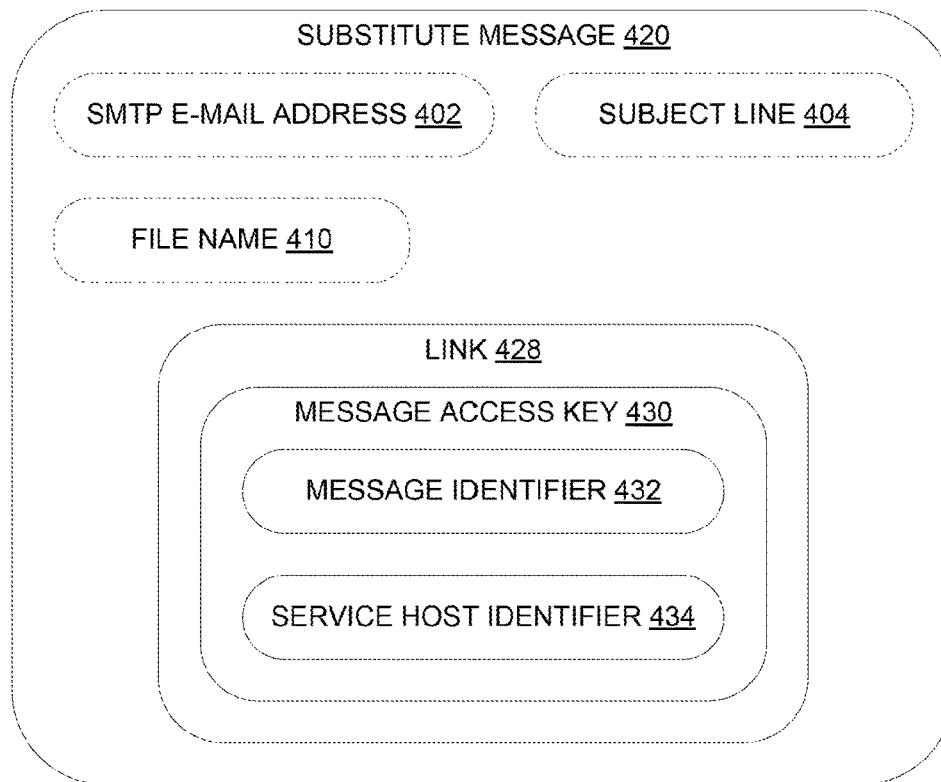 SUBSTITUTE MESSAGE 420
SMTP E-MAIL ADDRESS 402
SUBJECT LINE 404
FILE NAME 410
LINK 428
MESSAGE ACCESS KEY 430
MESSAGE IDENTIFIER 432
SERVICE HOST IDENTIFIER 434